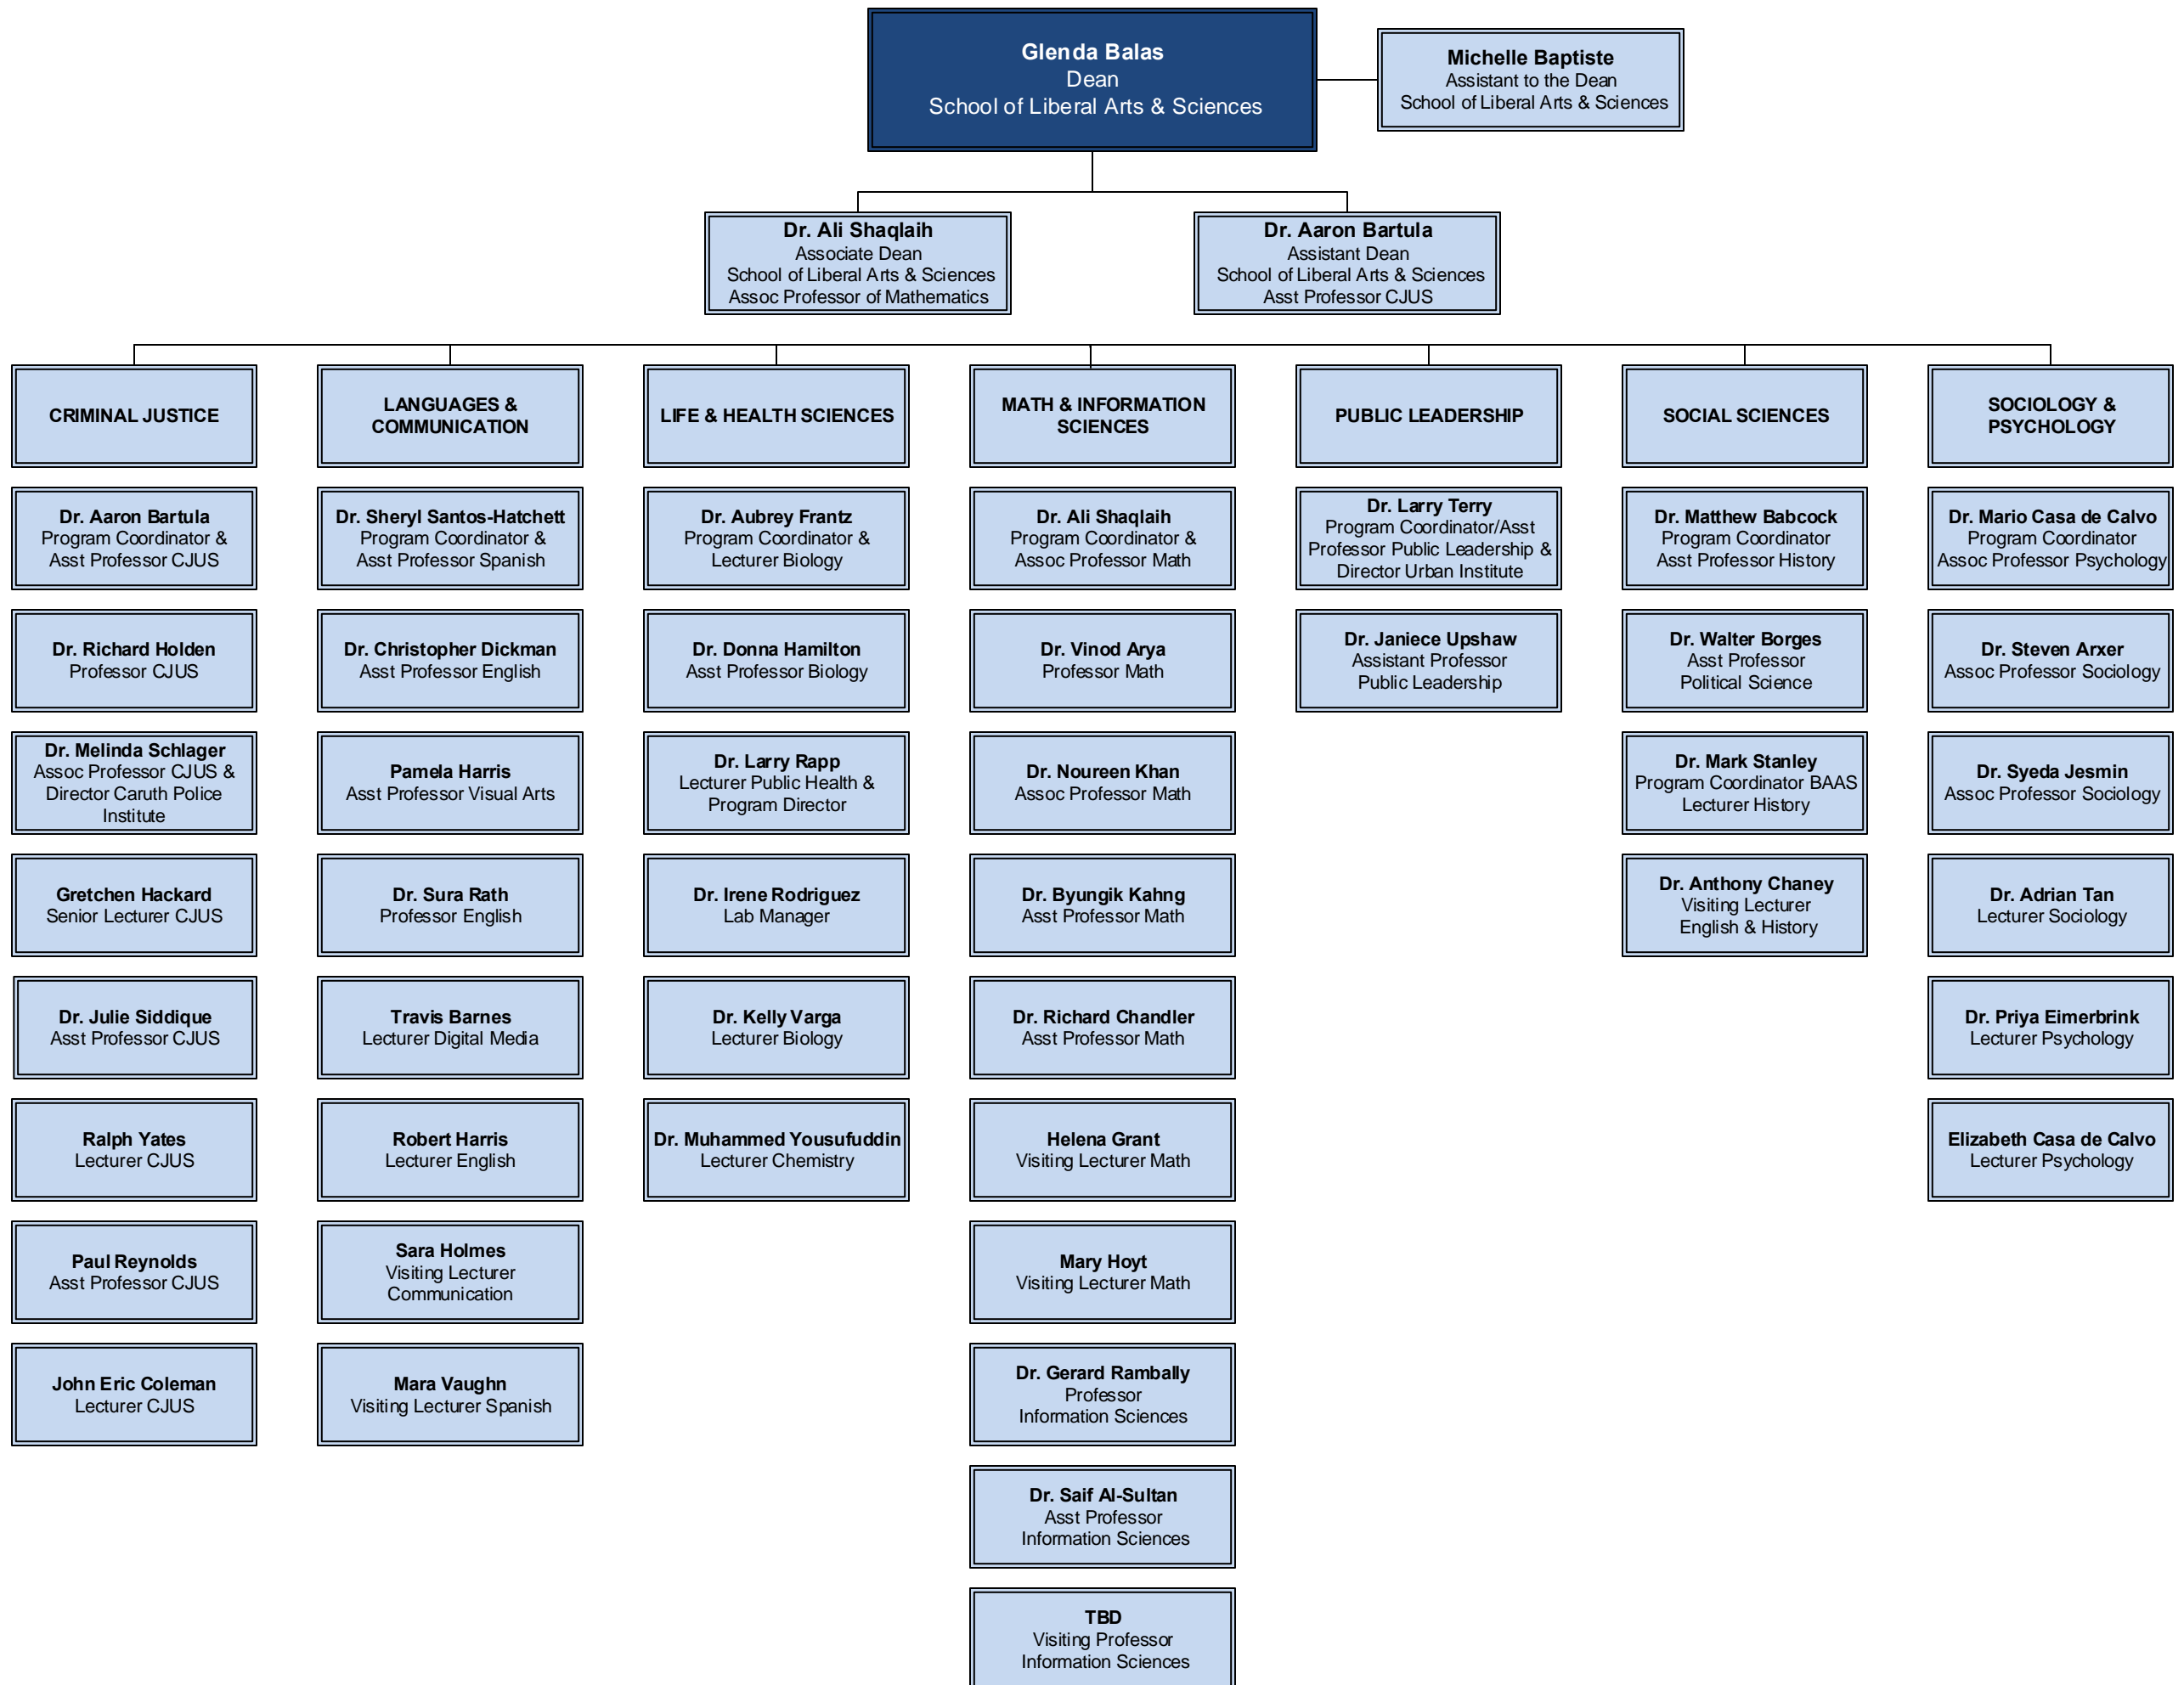 Glenda Balas
Dean
School of Liberal Arts & Sciences
Michelle Baptiste
Assistant to the Dean
School of Liberal Arts & Sciences
Dr. Ali Shaqlaih
Associate Dean
School of Liberal Arts & Sciences
Assoc Professor of Mathematics
Dr. Aaron Bartula
Assistant Dean
School of Liberal Arts & Sciences
Asst Professor CJUS
CRIMINAL JUSTICE
Dr. Aaron Bartula
Program Coordinator &
Asst Professor CJUS
Dr. Richard Holden
Professor CJUS
Dr. Melinda Schlager
Assoc Professor CJUS &
Director Caruth Police
Institute
Gretchen Hackard
Senior Lecturer CJUS
Dr. Julie Siddique
Asst Professor CJUS
Ralph Yates
Lecturer CJUS
Paul Reynolds
Asst Professor CJUS
John Eric Coleman
Lecturer CJUS
LANGUAGES &
COMMUNICATION
Dr. Sheryl Santos-Hatchett
Program Coordinator &
Asst Professor Spanish
Dr. Christopher Dickman
Asst Professor English
Pamela Harris
Asst Professor Visual Arts
Dr. Sura Rath
Professor English
Travis Barnes
Lecturer Digital Media
Robert Harris
Lecturer English
Sara Holmes
Visiting Lecturer
Communication
Mara Vaughn
Visiting Lecturer Spanish
LIFE & HEALTH SCIENCES
Dr. Aubrey Frantz
Program Coordinator &
Lecturer Biology
Dr. Donna Hamilton
Asst Professor Biology
Dr. Larry Rapp
Lecturer Public Health &
Program Director
Dr. Irene Rodriguez
Lab Manager
Dr. Kelly Varga
Lecturer Biology
Dr. Muhammed Yousufuddin
Lecturer Chemistry
MATH & INFORMATION
SCIENCES
Dr. Ali Shaqlaih
Program Coordinator &
Assoc Professor Math
Dr. Vinod Arya
Professor Math
Dr. Noureen Khan
Assoc Professor Math
Dr. Byungik Kahng
Asst Professor Math
Dr. Richard Chandler
Asst Professor Math
Helena Grant
Visiting Lecturer Math
Mary Hoyt
Visiting Lecturer Math
Dr. Gerard Rambally
Professor
Information Sciences
Dr. Saif Al-Sultan
Asst Professor
Information Sciences
TBD
Visiting Professor
Information Sciences
PUBLIC LEADERSHIP
Dr. Larry Terry
Program Coordinator/Asst
Professor Public Leadership &
Director Urban Institute
Dr. Janiece Upshaw
Assistant Professor
Public Leadership
SOCIAL SCIENCES
Dr. Matthew Babcock
Program Coordinator
Asst Professor History
Dr. Walter Borges
Asst Professor
Political Science
Dr. Mark Stanley
Program Coordinator BAAS
Lecturer History
Dr. Anthony Chaney
Visiting Lecturer
English & History
SOCIOLOGY &
PSYCHOLOGY
Dr. Mario Casa de Calvo
Program Coordinator
Assoc Professor Psychology
Dr. Steven Arxer
Assoc Professor Sociology
Dr. Syeda Jesmin
Assoc Professor Sociology
Dr. Adrian Tan
Lecturer Sociology
Dr. Priya Eimerbrink
Lecturer Psychology
Elizabeth Casa de Calvo
Lecturer Psychology